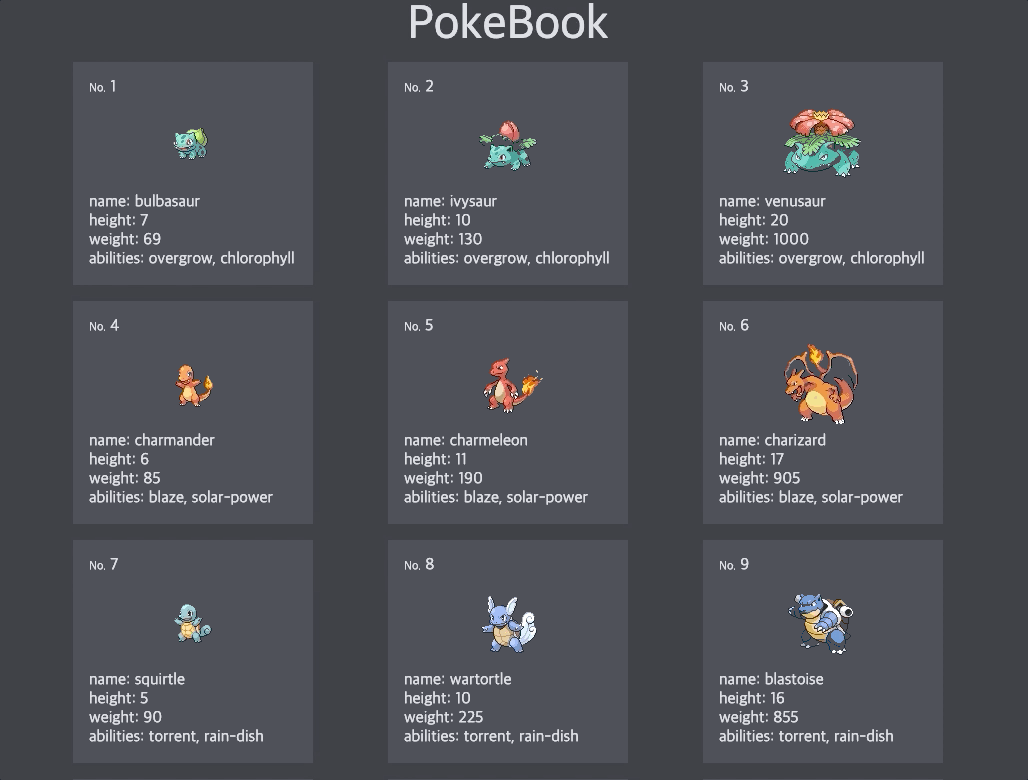 PokeBook
No. 1
name: bulbasaur
height: 7
weight: 69
abilities: overgrow, chlorophyll
No. 2
name: ivysaur
height: 10
weight: 130
abilities: overgrow, chlorophyll
No. 3
name: venusaur
height: 20
weight: 1000
abilities: overgrow, chlorophyll
No. 4
name: charmander
height: 6
weight: 85
abilities: blaze, solar-power
No. 5
name: charmeleon
height: 11
weight: 190
abilities: blaze, solar-power
No. 6
name: charizard
height: 17
weight: 905
abilities: blaze, solar-power
No. 7
name: squirtle
height: 5
weight: 90
abilities: torrent, rain-dish
No. 8
name: wartortle
height: 10
weight: 225
abilities: torrent, rain-dish
No. 9
name: blastoise
height: 16
weight: 855
abilities: torrent, rain-dish